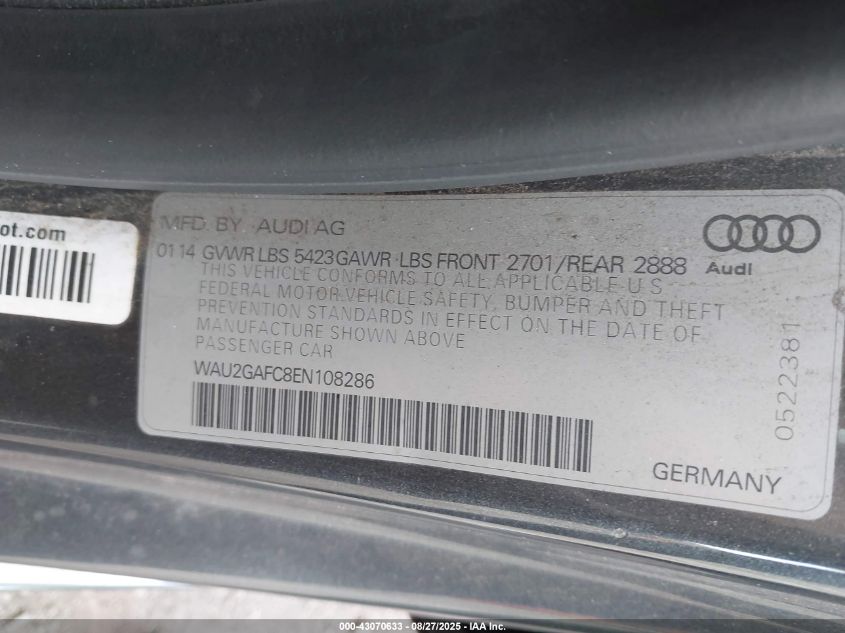 ot.com
MFD. BY. AUDI AG
01 14 GVWR LBS 5423 GAWR LBS FRONT 2701/REAR 2888
THIS VEHICLE CONFORMS TO ALL APPLICABLE U S
FEDERAL MOTOR VEHICLE SAFETY, BUMPER AND THEFT
PREVENTION STANDARDS IN EFFECT ON THE DATE OF
MANUFACTURE SHOWN ABOVE
PASSENGER CAR
WAU2GAFC8EN108286
Audi
0522381
GERMANY
000-43070633 - 08/27/2025 - IAA Inc.